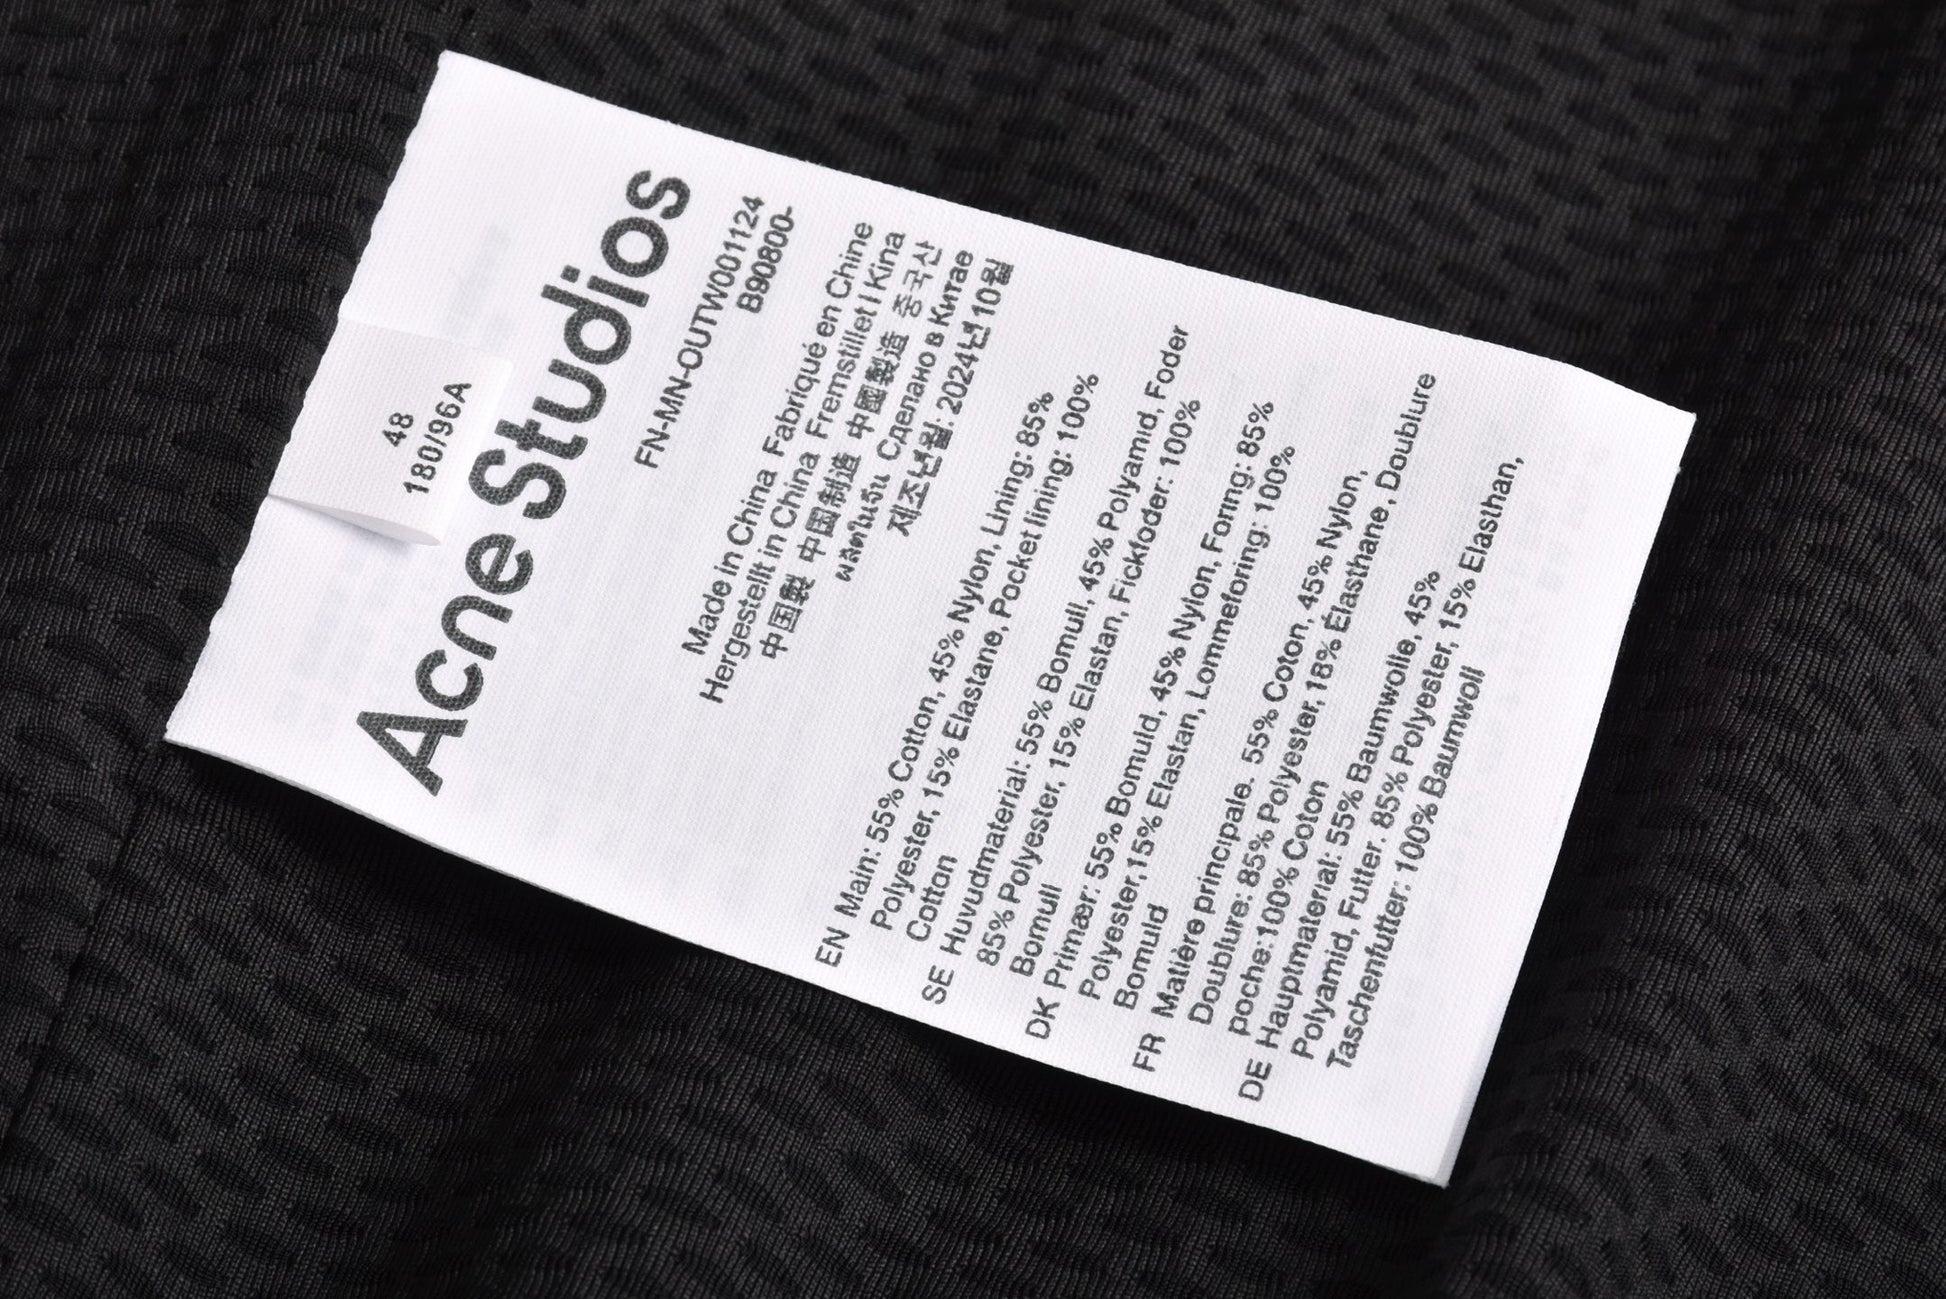 48
180/96A
Acne Studios
FN-MN-OUTW001124
B90800-
Made in China Fabriqué en Chine
Hergestellt in China Fremstillet I Kina
中国製 中国制造 中國製造 중국산
ผลิตในจีน Сделано в Китае
제조년월: 2024년10월
EN Main: 55% Cotton, 45% Nylon, Lining: 85%
Polyester, 15% Elastane, Pocket lining: 100%
Cotton
SE Huvudmaterial: 55% Bomull, 45% Polyamid, Foder
85% Polyester, 15% Elastan, Fickfoder: 100%
Bomull
DK Primær: 55% Bomuld, 45% Nylon, Foring: 85%
Polyester,15% Elastan, Lommeforing: 100%
Bomuld
FR Matière principale. 55% Coton, 45% Nylon,
Doublure: 85% Polyester, 18% Élasthane, Doublure
poche:100% Coton
DE Hauptmaterial: 55% Baumwolle, 45%
Polyamid, Futter. 85% Polyester, 15% Elasthan,
Taschenfutter: 100% Baumwoll